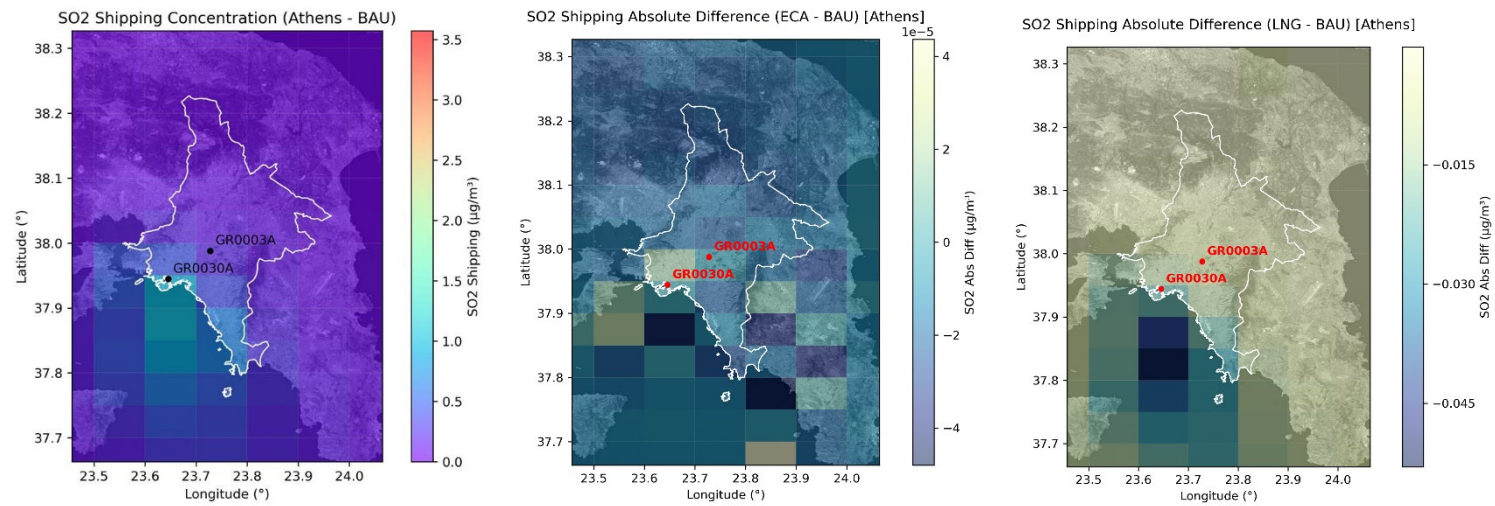 SO2 Shipping Concentration (Athens - BAU)
38.3
38.2
38.1
38.0
37.9
37.8
37.7
Latitude (°)
23.5 23.6 23.7 23.8 23.9 24.0
Longitude (°)
GR0003A
GR0030A
3.5
3.0
2.5
2.0
1.5
1.0
0.5
0.0
SO2 Shipping (μg/m³)
SO2 Shipping Absolute Difference (ECA - BAU) [Athens]
1e−5
38.3
38.2
38.1
38.0
37.9
37.8
37.7
Latitude (°)
23.5 23.6 23.7 23.8 23.9 24.0
Longitude (°)
GR0003A
GR0030A
4
2
0
−2
−4
SO2 Abs Diff (μg/m³)
SO2 Shipping Absolute Difference (LNG - BAU) [Athens]
38.3
38.2
38.1
38.0
37.9
37.8
37.7
Latitude (°)
23.5 23.6 23.7 23.8 23.9 24.0
Longitude (°)
GR0003A
GR0030A
−0.015
−0.030
−0.045
SO2 Abs Diff (μg/m³)